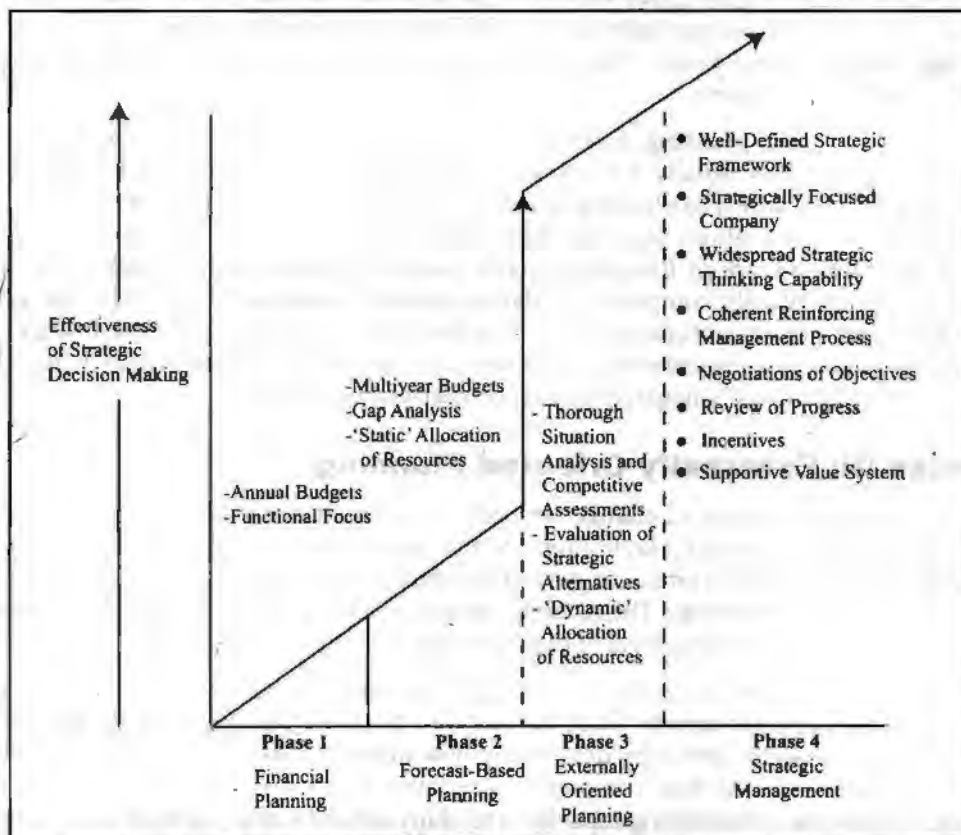 Effectiveness
of Strategic
Decision Making
-Annual Budgets
-Functional Focus
-Multiyear Budgets
-Gap Analysis
-‘Static’ Allocation
of Resources
- Thorough
Situation
Analysis and
Competitive
Assessments
- Evaluation of
Strategic
Alternatives
- ‘Dynamic’
Allocation
of Resources
• Well-Defined Strategic
Framework
• Strategically Focused
Company
• Widespread Strategic
Thinking Capability
• Coherent Reinforcing
Management Process
• Negotiations of Objectives
• Review of Progress
• Incentives
• Supportive Value System
Phase 1
Financial
Planning
Phase 2
Forecast-Based
Planning
Phase 3
Externally
Oriented
Planning
Phase 4
Strategic
Management